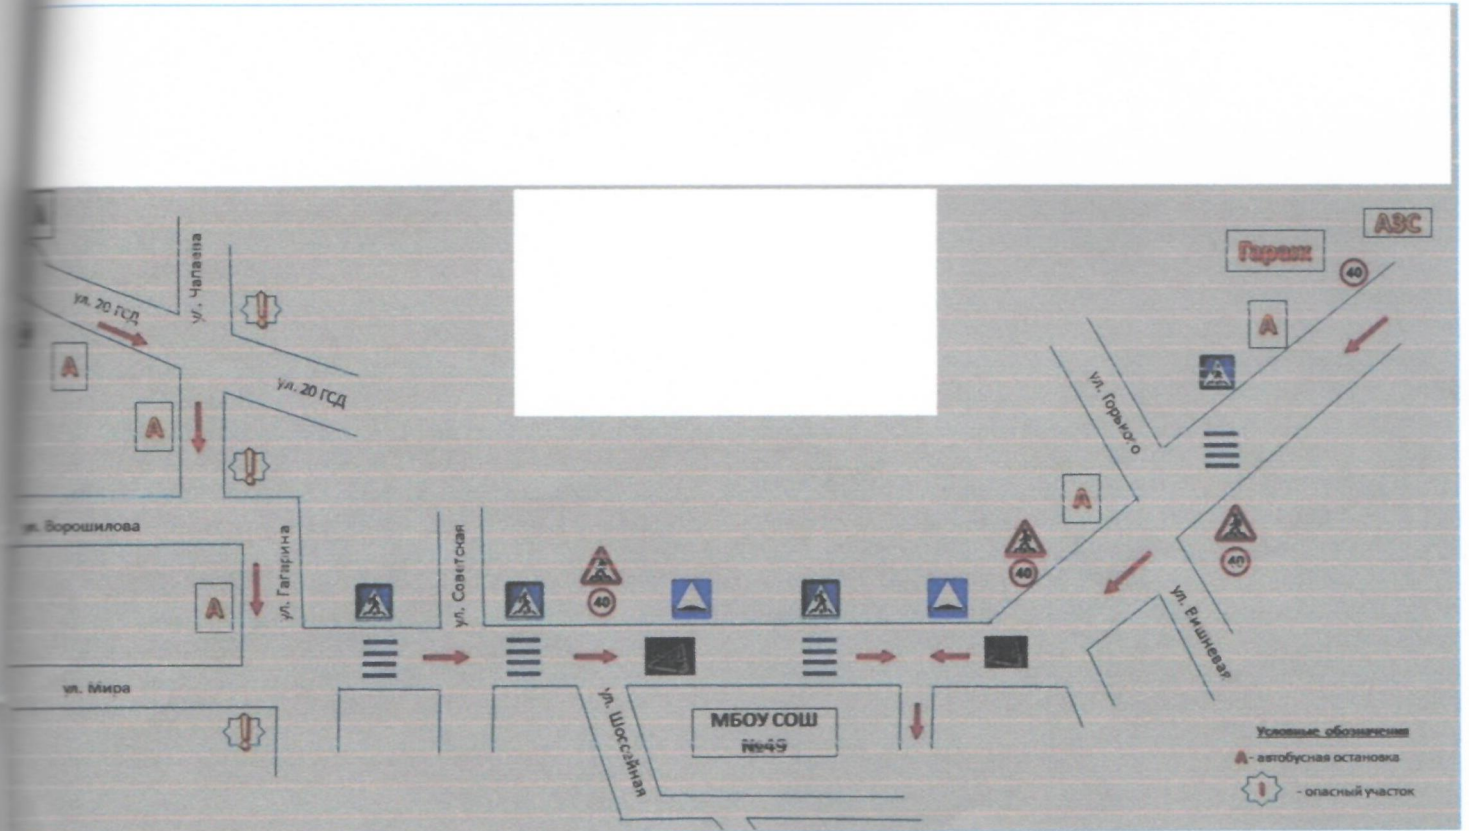 АЗС
Гараж
40
ул. Чапаева
ул. 20 ГСД
А
А
ул. 20 ГСД
А
ул. Горького
А
ул. Ворошилова
ул. Гагарина
ул. Советская
40
40
40
А
ул. Вишневая
ул. Мира
ул. Шоссейная
МБОУ СОШ
№49
Условные обозначения
А - автобусная остановка
! - опасный участок